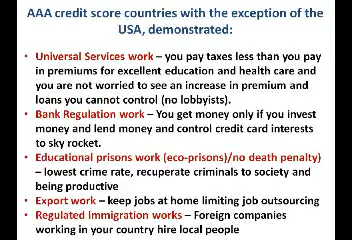 AAA credit score countries with the exception of the
USA, demonstrated:
• Universal Services work – you pay taxes less than you pay
in premiums for excellent education and health care and
you are not worried to see an increase in premium and
loans you cannot control (no lobbyists).
• Bank Regulation work – You get money only if you invest
money and lend money and control credit card interests
to sky rocket.
• Educational prisons work (eco-prisons)/no death penalty)
– lowest crime rate, recuperate criminals to society and
being productive
• Export work – keep jobs at home limiting job outsourcing
• Regulated Immigration works – Foreign companies
working in your country hire local people